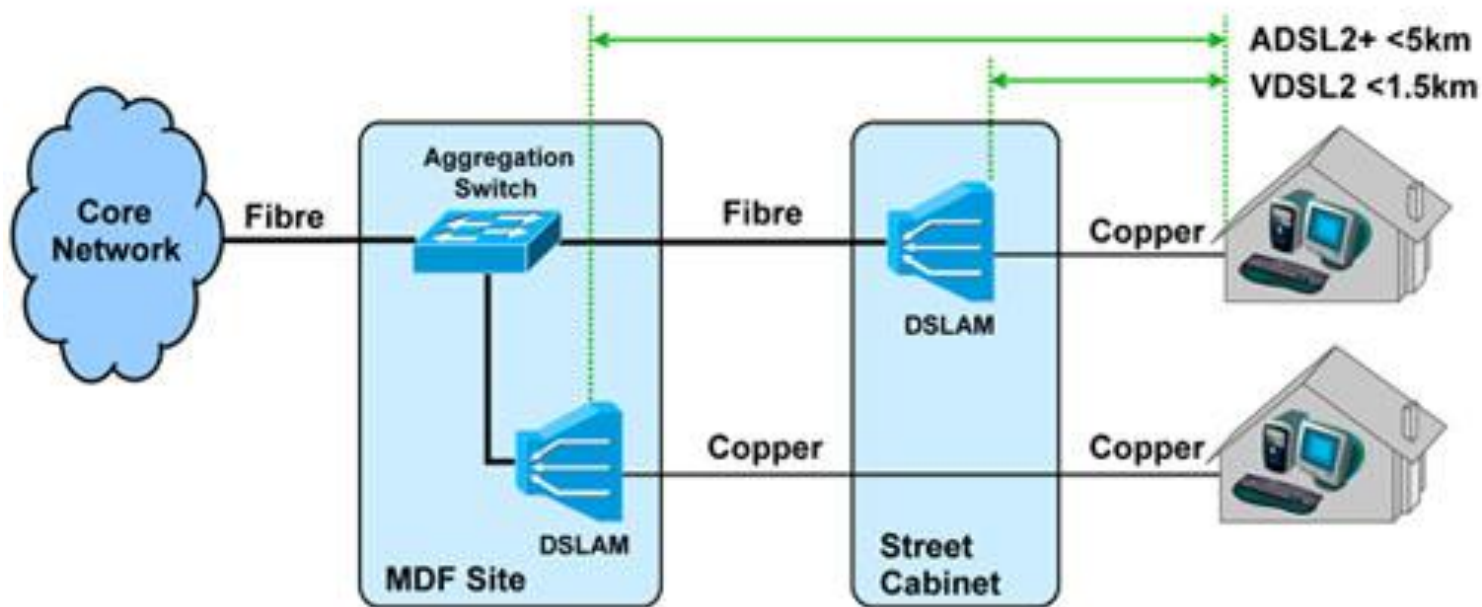 ADSL2+ <5km
VDSL2 <1.5km
Core
Network
Fibre
Aggregation
Switch
Fibre
DSLAM
Copper
DSLAM
Copper
Copper
MDF Site
Street
Cabinet